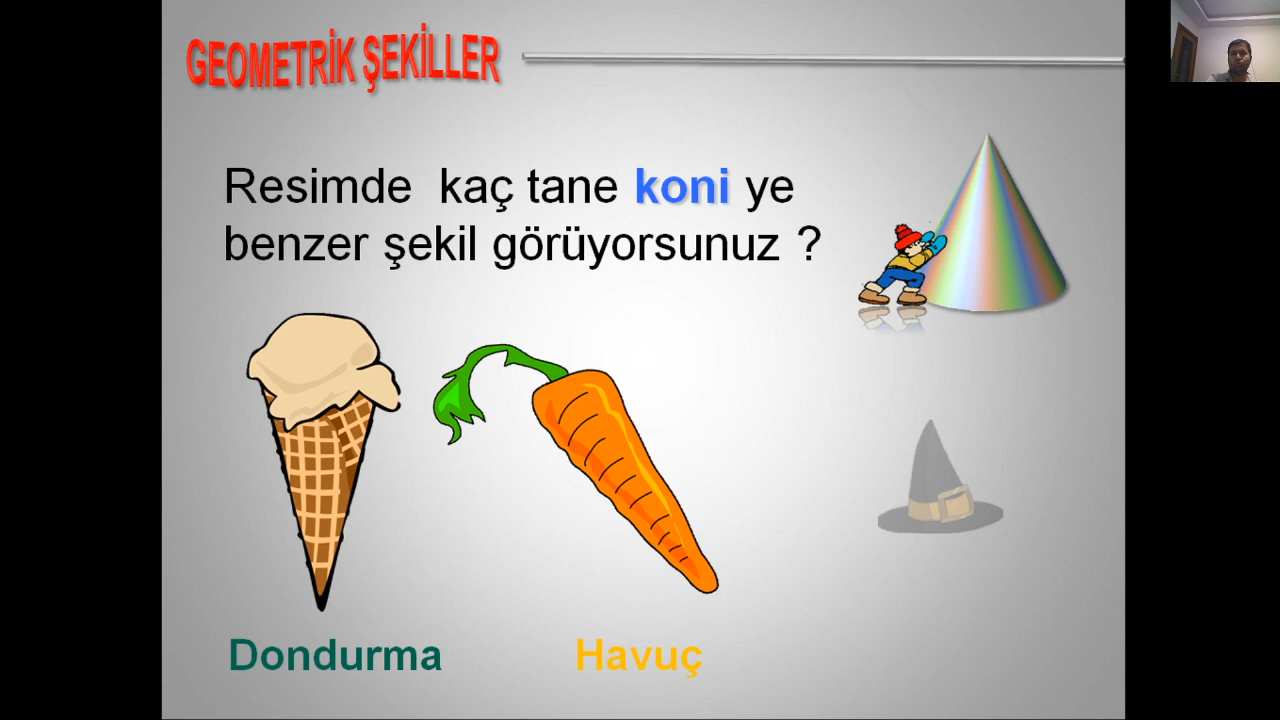 GEOMETRİK ŞEKİLLER
Resimde kaç tane koni ye
benzer şekil görüyorsunuz ?
Dondurma
Havuç